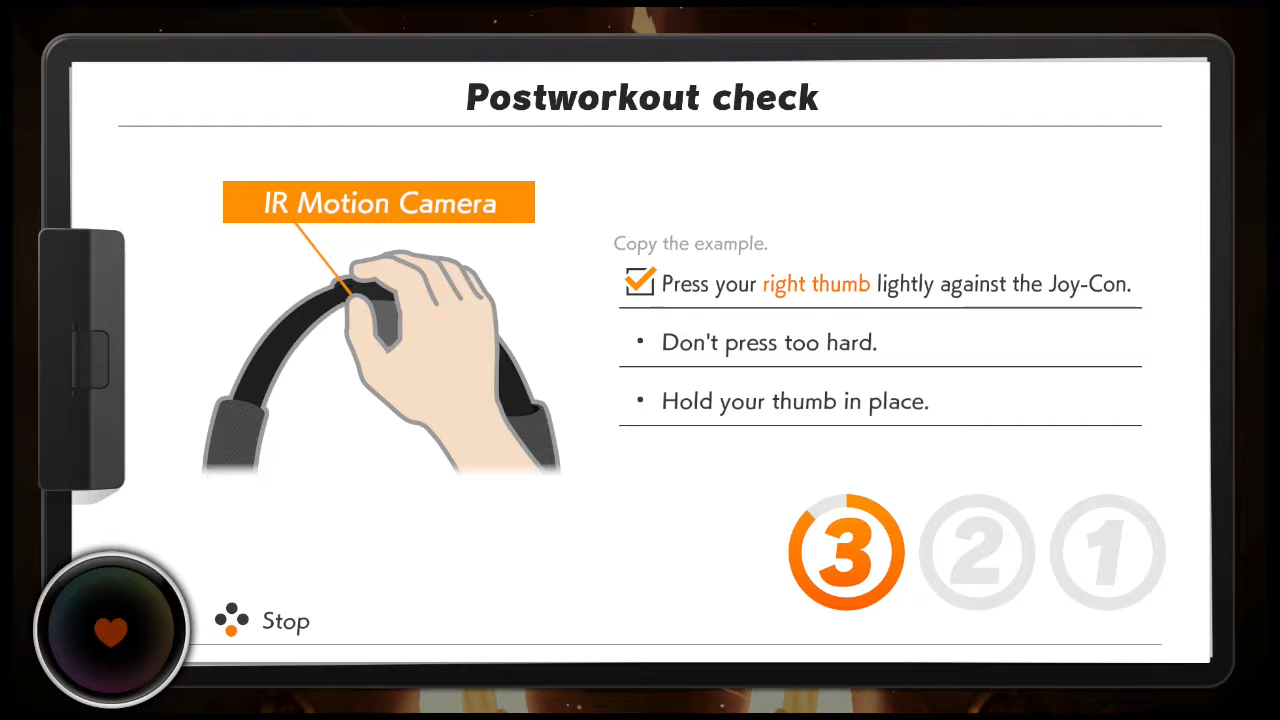 Postworkout check
IR Motion Camera
Copy the example.
Press your right thumb lightly against the Joy-Con.
• Don't press too hard.
• Hold your thumb in place.
3 2 1
Stop